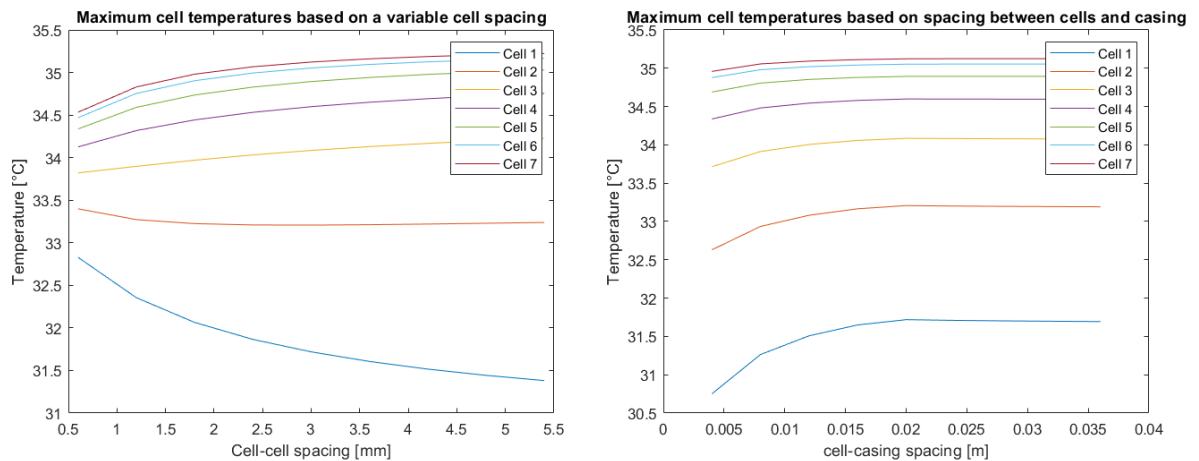 Maximum cell temperatures based on a variable cell spacing
35.5
35
34.5
34
33.5
33
32.5
32
31.5
31
Temperature [°C]
0.5 1 1.5 2 2.5 3 3.5 4 4.5 5 5.5
Cell-cell spacing [mm]
Cell 1
Cell 2
Cell 3
Cell 4
Cell 5
Cell 6
Cell 7
Maximum cell temperatures based on spacing between cells and casing
35.5
35
34.5
34
33.5
33
32.5
32
31.5
31
30.5
Temperature [°C]
0 0.005 0.01 0.015 0.02 0.025 0.03 0.035 0.04
cell-casing spacing [m]
Cell 1
Cell 2
Cell 3
Cell 4
Cell 5
Cell 6
Cell 7